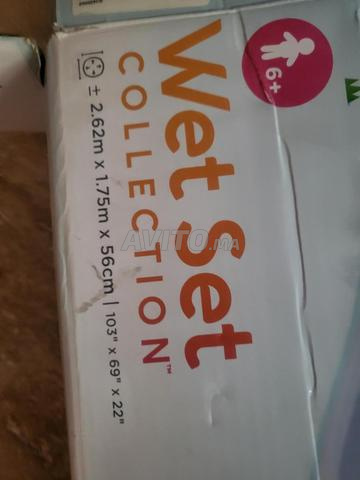 6+
Wet Set
COLLECTION™
± 2.62m x 1.75m x 56cm | 103" x 69" x 22"
AVITO.ma